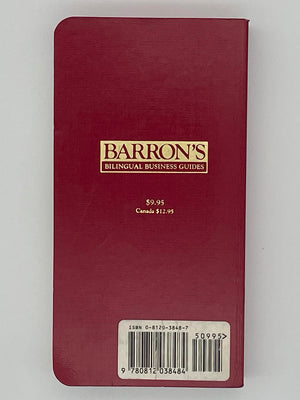 BARRON'S
BILINGUAL BUSINESS GUIDES
$9.95
Canada $12.95
ISBN 0-8120-3848-7
50995>
9 780812 038484